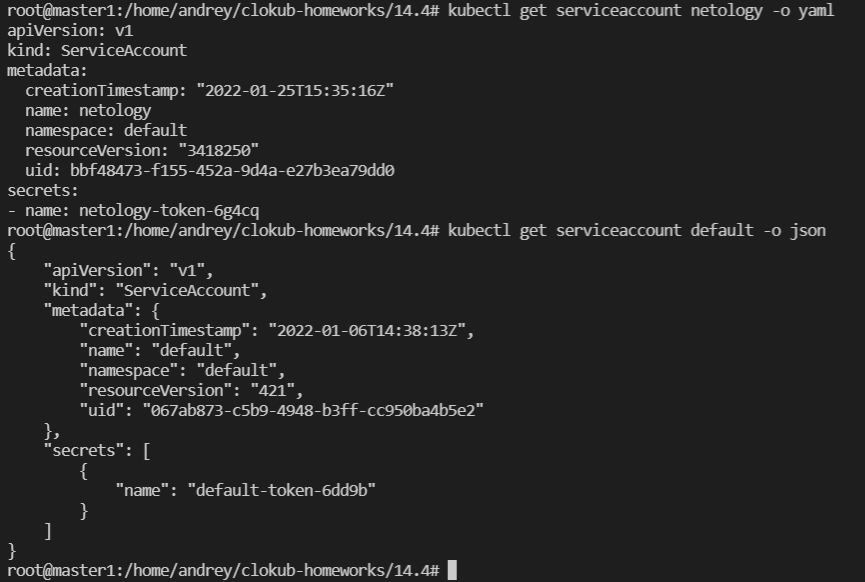 root@master1:/home/andrey/clokub-homeworks/14.4# kubectl get serviceaccount netology -o yaml
apiVersion: v1
kind: ServiceAccount
metadata:
  creationTimestamp: "2022-01-25T15:35:16Z"
  name: netology
  namespace: default
  resourceVersion: "3418250"
  uid: bbf48473-f155-452a-9d4a-e27b3ea79dd0
secrets:
- name: netology-token-6g4cq
root@master1:/home/andrey/clokub-homeworks/14.4# kubectl get serviceaccount default -o json
{
    "apiVersion": "v1",
    "kind": "ServiceAccount",
    "metadata": {
        "creationTimestamp": "2022-01-06T14:38:13Z",
        "name": "default",
        "namespace": "default",
        "resourceVersion": "421",
        "uid": "067ab873-c5b9-4948-b3ff-cc950ba4b5e2"
    },
    "secrets": [
        {
            "name": "default-token-6dd9b"
        }
    ]
}
root@master1:/home/andrey/clokub-homeworks/14.4#